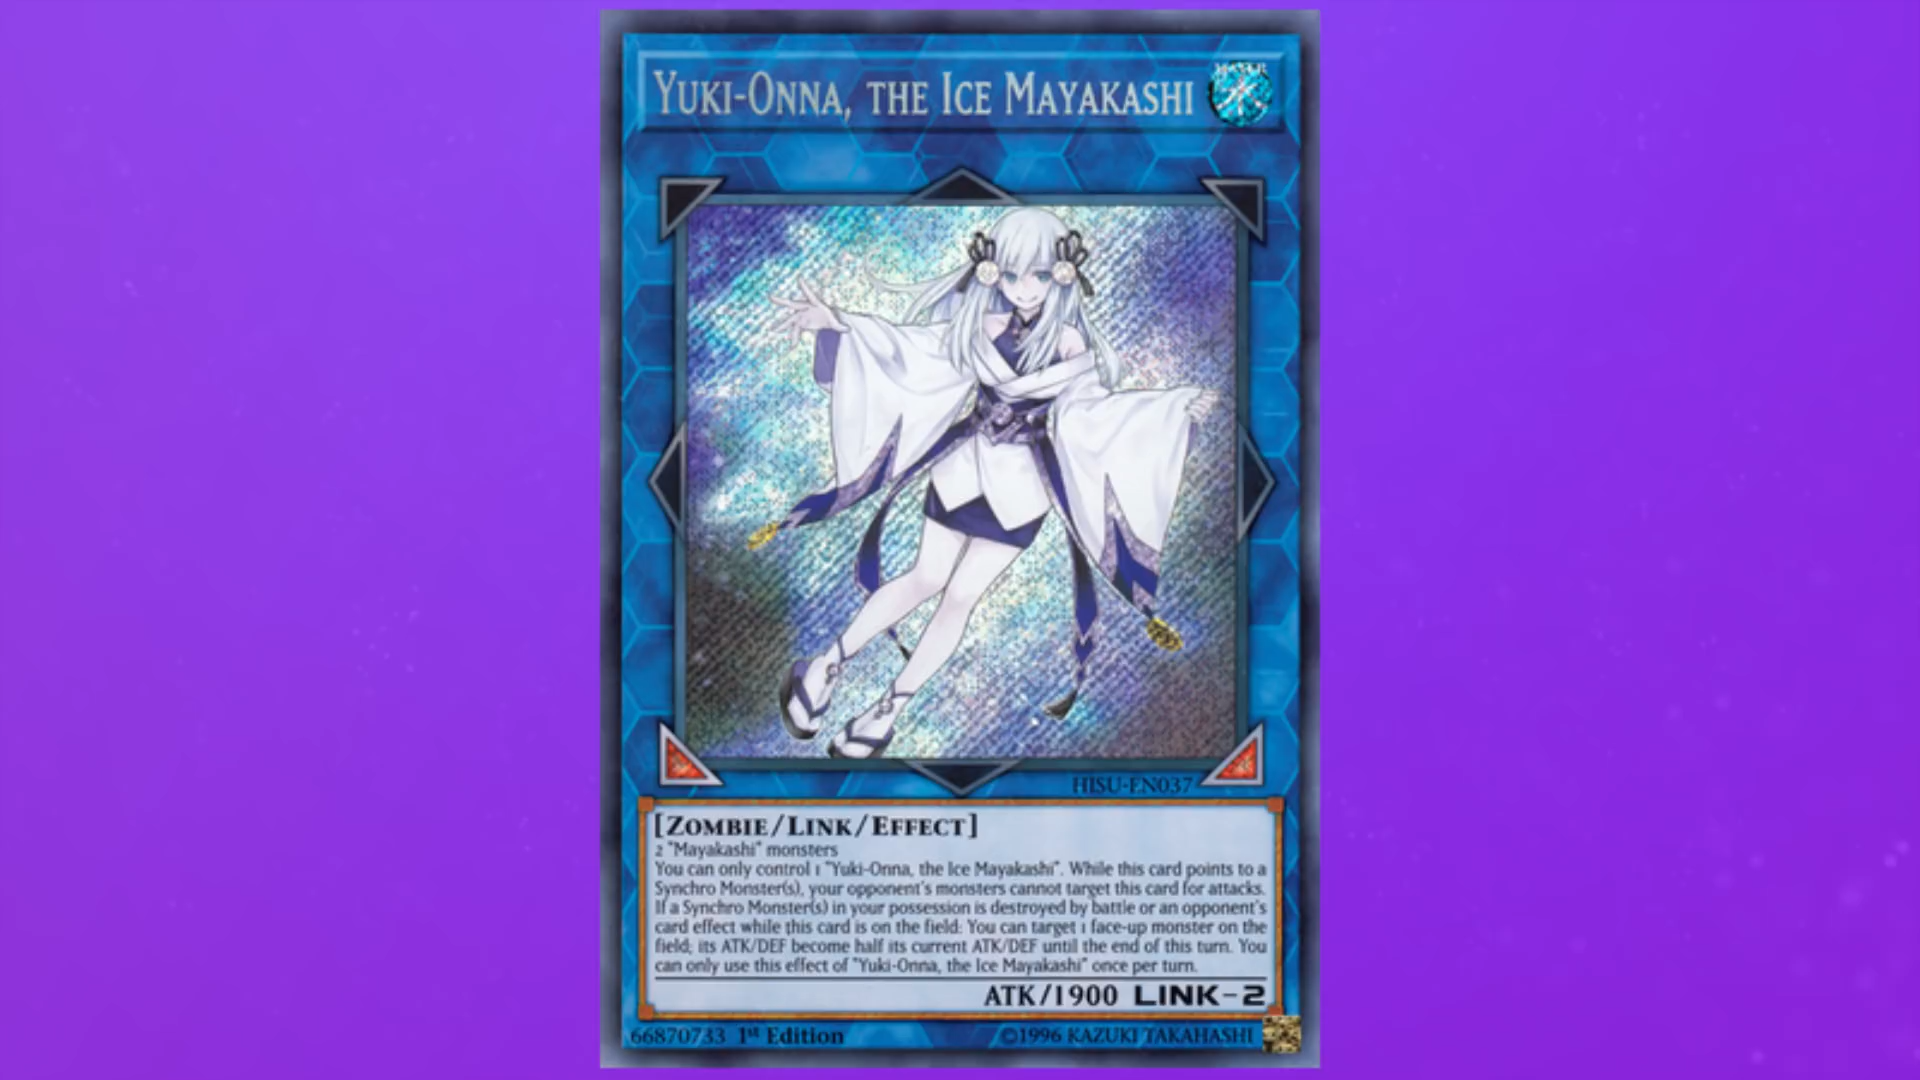 YUKI-ONNA, THE ICE MAYAKASHI
WATER
水
HISU-EN037
[ZOMBIE/LINK/EFFECT]
2 "Mayakashi" monsters
You can only control 1 "Yuki-Onna, the Ice Mayakashi". While this card points to a
Synchro Monster(s), your opponent's monsters cannot target this card for attacks.
If a Synchro Monster(s) in your possession is destroyed by battle or an opponent's
card effect while this card is on the field: You can target 1 face-up monster on the
field; its ATK/DEF become half its current ATK/DEF until the end of this turn. You
can only use this effect of "Yuki-Onna, the Ice Mayakashi" once per turn.
ATK/1900 LINK-2
66870733 1st Edition
©1996 KAZUKI TAKAHASHI